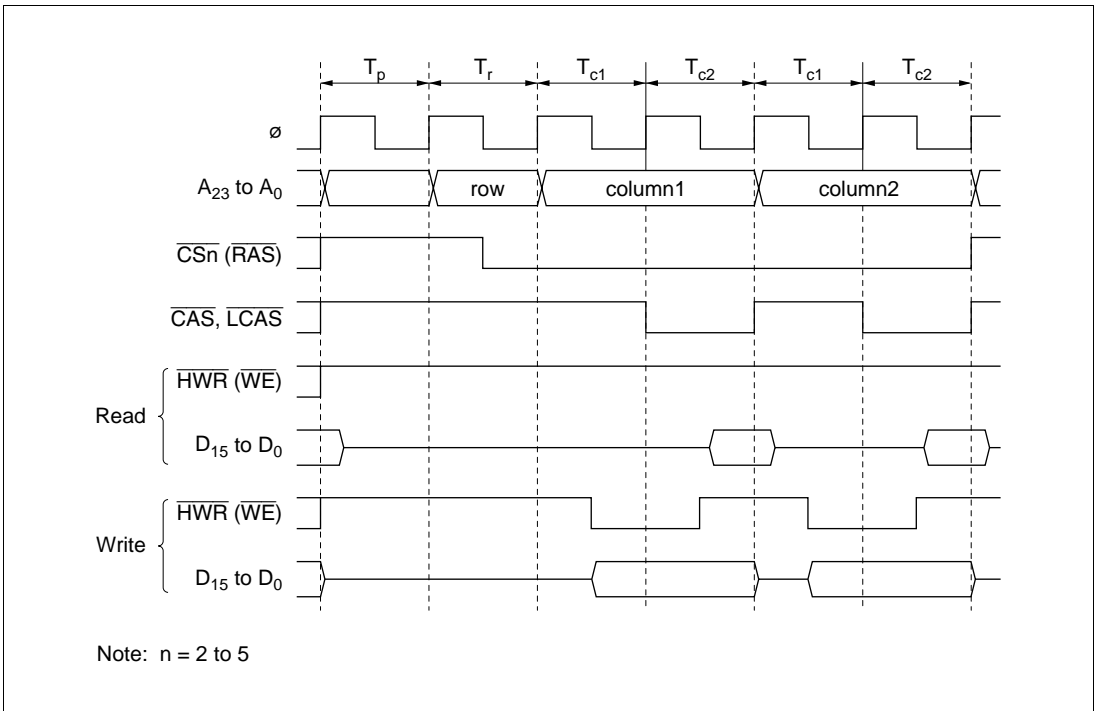 Tp Tr Tc1 Tc2 Tc1 Tc2
ø
A23 to A0 row column1 column2
CSn (RAS)
CAS, LCAS
HWR (WE)
Read
D15 to D0
HWR (WE)
Write
D15 to D0
Note: n = 2 to 5